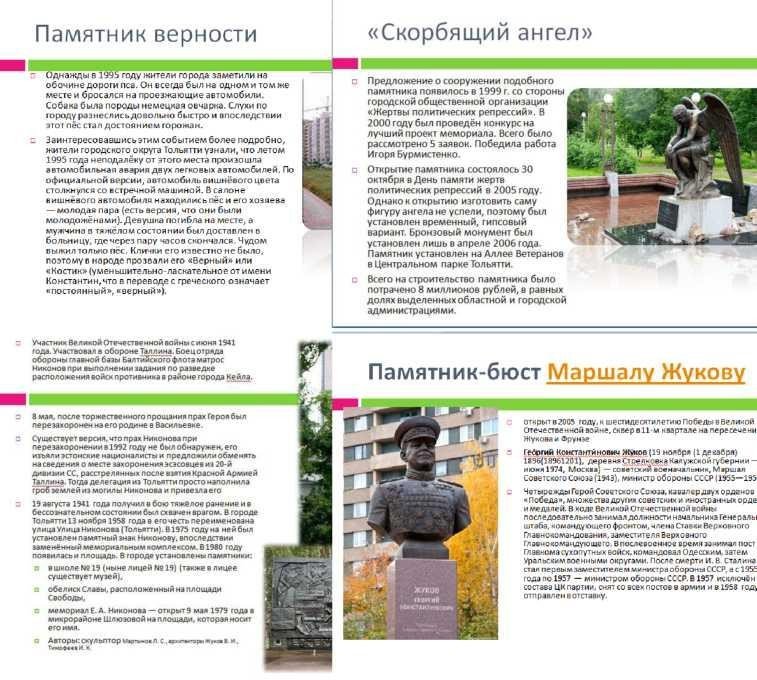 Памятник верности
Однажды в 1995 году жители города заметили на
обочине дороги пса. Он всегда был на одном и том же
месте и бросался на проезжающие автомобили.
Собака была породы немецкая овчарка. Слухи по
городу разнеслись довольно быстро и впоследствии
этот пёс стал достоянием горожан.
Заинтересовавшись этим событием более подробно,
жители городского округа Тольятти узнали, что летом
1995 года неподалёку от этого места произошла
автомобильная авария двух легковых автомобилей. По
официальной версии, автомобиль вишнёвого цвета
столкнулся со встречной машиной. В салоне
вишнёвого автомобиля находились пёс и его хозяева
— молодая пара (есть версия, что они были
молодожёнами). Девушка погибла на месте, а
мужчина в тяжёлом состоянии был доставлен в
больницу, где через пару часов скончался. Чудом
выжил только пёс. Клички его известно не было,
поэтому в народе прозвали его «Верный» или
«Костик» (уменьшительно-ласкательное от имени
Константин, что в переводе с греческого означает
«постоянный», «верный»).
«Скорбящий ангел»
Предложение о сооружении подобного
памятника появилось в 1999 г. со стороны
городской общественной организации
«Жертвы политических репрессий». В
2000 году был проведён конкурс на
лучший проект мемориала. Всего было
рассмотрено 5 заявок. Победила работа
Игоря Бурмистенко.
Открытие памятника состоялось 30
октября в День памяти жертв
политических репрессий в 2005 году.
Однако к открытию изготовить саму
фигуру ангела не успели, поэтому был
установлен временный, гипсовый
вариант. Бронзовый монумент был
установлен лишь в апреле 2006 года.
Памятник установлен на Аллее Ветеранов
в Центральном парке Тольятти.
Всего на строительство памятника было
потрачено 8 миллионов рублей, в равных
долях выделенных областной и городской
администрациями.
Участник Великой Отечественной войны с июня 1941
года. Участвовал в обороне Таллина. Боец отряда
обороны главной базы Балтийского флота матрос
Никонов при выполнении задания по разведке
расположения войск противника в районе города Кейла.
8 мая, после торжественного прощания прах Героя был
перезахоронен на его родине в Васильевке.
Существует версия, что прах Никонова при
перезахоронении в 1992 году не был обнаружен, его
изъяли эстонские националисты и предложили обменять
на сведения о месте захоронения эсэсовцев из 20-й
дивизии СС, расстрелянных после взятия Красной Армией
Таллина. Тогда делегация из Тольятти просто наполнила
гроб землёй из могилы Никонова и привезла его
19 августа 1941 года получил в бою тяжёлое ранение и в
бессознательном состоянии был схвачен врагом. В городе
Тольятти 13 ноября 1958 года в его честь переименована
улица Улица Никонова (Тольятти). В 1975 году на ней был
установлен памятный знак Никонову, впоследствии
заменённый мемориальным комплексом. В 1980 году
появилась и площадь. В городе установлены памятники:
в школе № 19 (ныне лицей № 19) (также в лицее
существует музей),
обелиск Славы, расположенный на площади
Свободы,
мемориал Е. А. Никонова — открыт 9 мая 1979 года в
микрорайоне Шлюзовой на площади, которая носит
его имя.
Авторы: скульптор Мартынов Л. С., архитекторы Жуков В. И.,
Тимофеев И. К.
Памятник-бюст Маршалу Жукову
открыт в 2005 году, к шестидесятилетию Победы в Великой
Отечественной войне, сквер в 11-м квартале на пересечени
Жукова и Фрунзе
Гео́ргий Константи́нович Жу́ков (19 ноября (1 декабря)
1896(18961201), деревня Стрелковка Калужской губернии —
июня 1974, Москва) — советский военачальник, Маршал
Советского Союза (1943), министр обороны СССР (1955—195
Четырежды Герой Советского Союза, кавалер двух орденов
«Победа», множества других советских и иностранных орде
и медалей. В ходе Великой Отечественной войны
последовательно занимал должности начальника Генераль
штаба, командующего фронтом, члена Ставки Верховного
Главнокомандования, заместителя Верховного
Главнокомандующего. В послевоенное время занимал пост
Главкома сухопутных войск, командовал Одесским, затем
Уральским военными округами. После смерти И. В. Сталина
стал первым заместителем министра обороны СССР, а с 1955
года по 1957 — министром обороны СССР. В 1957 исключён
состава ЦК партии, снят со всех постов в армии и в 1958 году
отправлен в отставку.
ЖУКОВ
ГЕОРГИЙ
КОНСТАНТИНОВИЧ